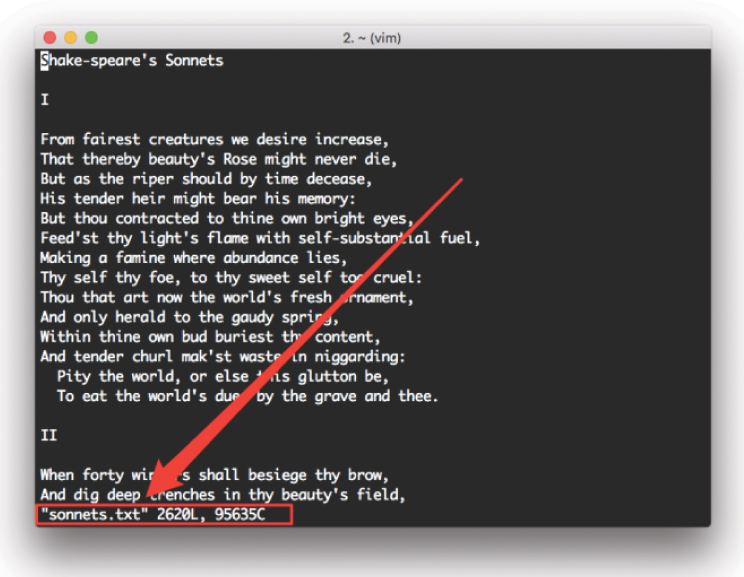 2. ~ (vim)
Shake-speare's Sonnets
I
From fairest creatures we desire increase,
That thereby beauty's Rose might never die,
But as the riper should by time decease,
His tender heir might bear his memory:
But thou contracted to thine own bright eyes,
Feed'st thy light's flame with self-substantial fuel,
Making a famine where abundance lies,
Thy self thy foe, to thy sweet self too cruel:
Thou that art now the world's fresh ornament,
And only herald to the gaudy spring,
Within thine own bud buriest thy content,
And tender churl mak'st waste in niggarding:
Pity the world, or else this glutton be,
To eat the world's due, by the grave and thee.
II
When forty winters shall besiege thy brow,
And dig deep trenches in thy beauty's field,
"sonnets.txt" 2620L, 95635C